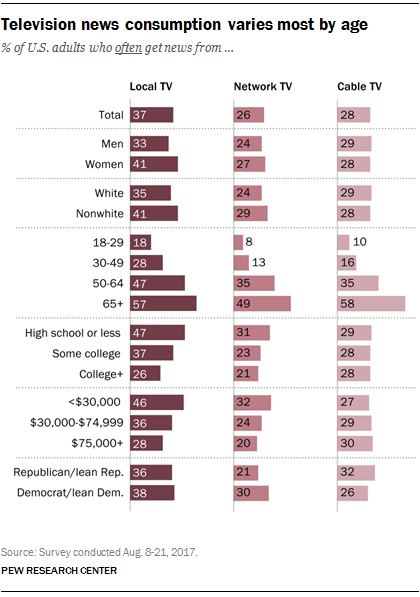 Television news consumption varies most by age
% of U.S. adults who often get news from ...
Local TV Network TV Cable TV
Total 37 26 28
Men 33 24 29
Women 41 27 28
White 35 24 29
Nonwhite 41 29 28
18-29 18 8 10
30-49 28 13 16
50-64 47 35 35
65+ 57 49 58
High school or less 47 31 29
Some college 37 23 28
College+ 26 21 28
<$30,000 46 32 27
$30,000-$74,999 36 24 29
$75,000+ 28 20 30
Republican/lean Rep. 36 21 32
Democrat/lean Dem. 38 30 26
Source: Survey conducted Aug. 8-21, 2017.
PEW RESEARCH CENTER